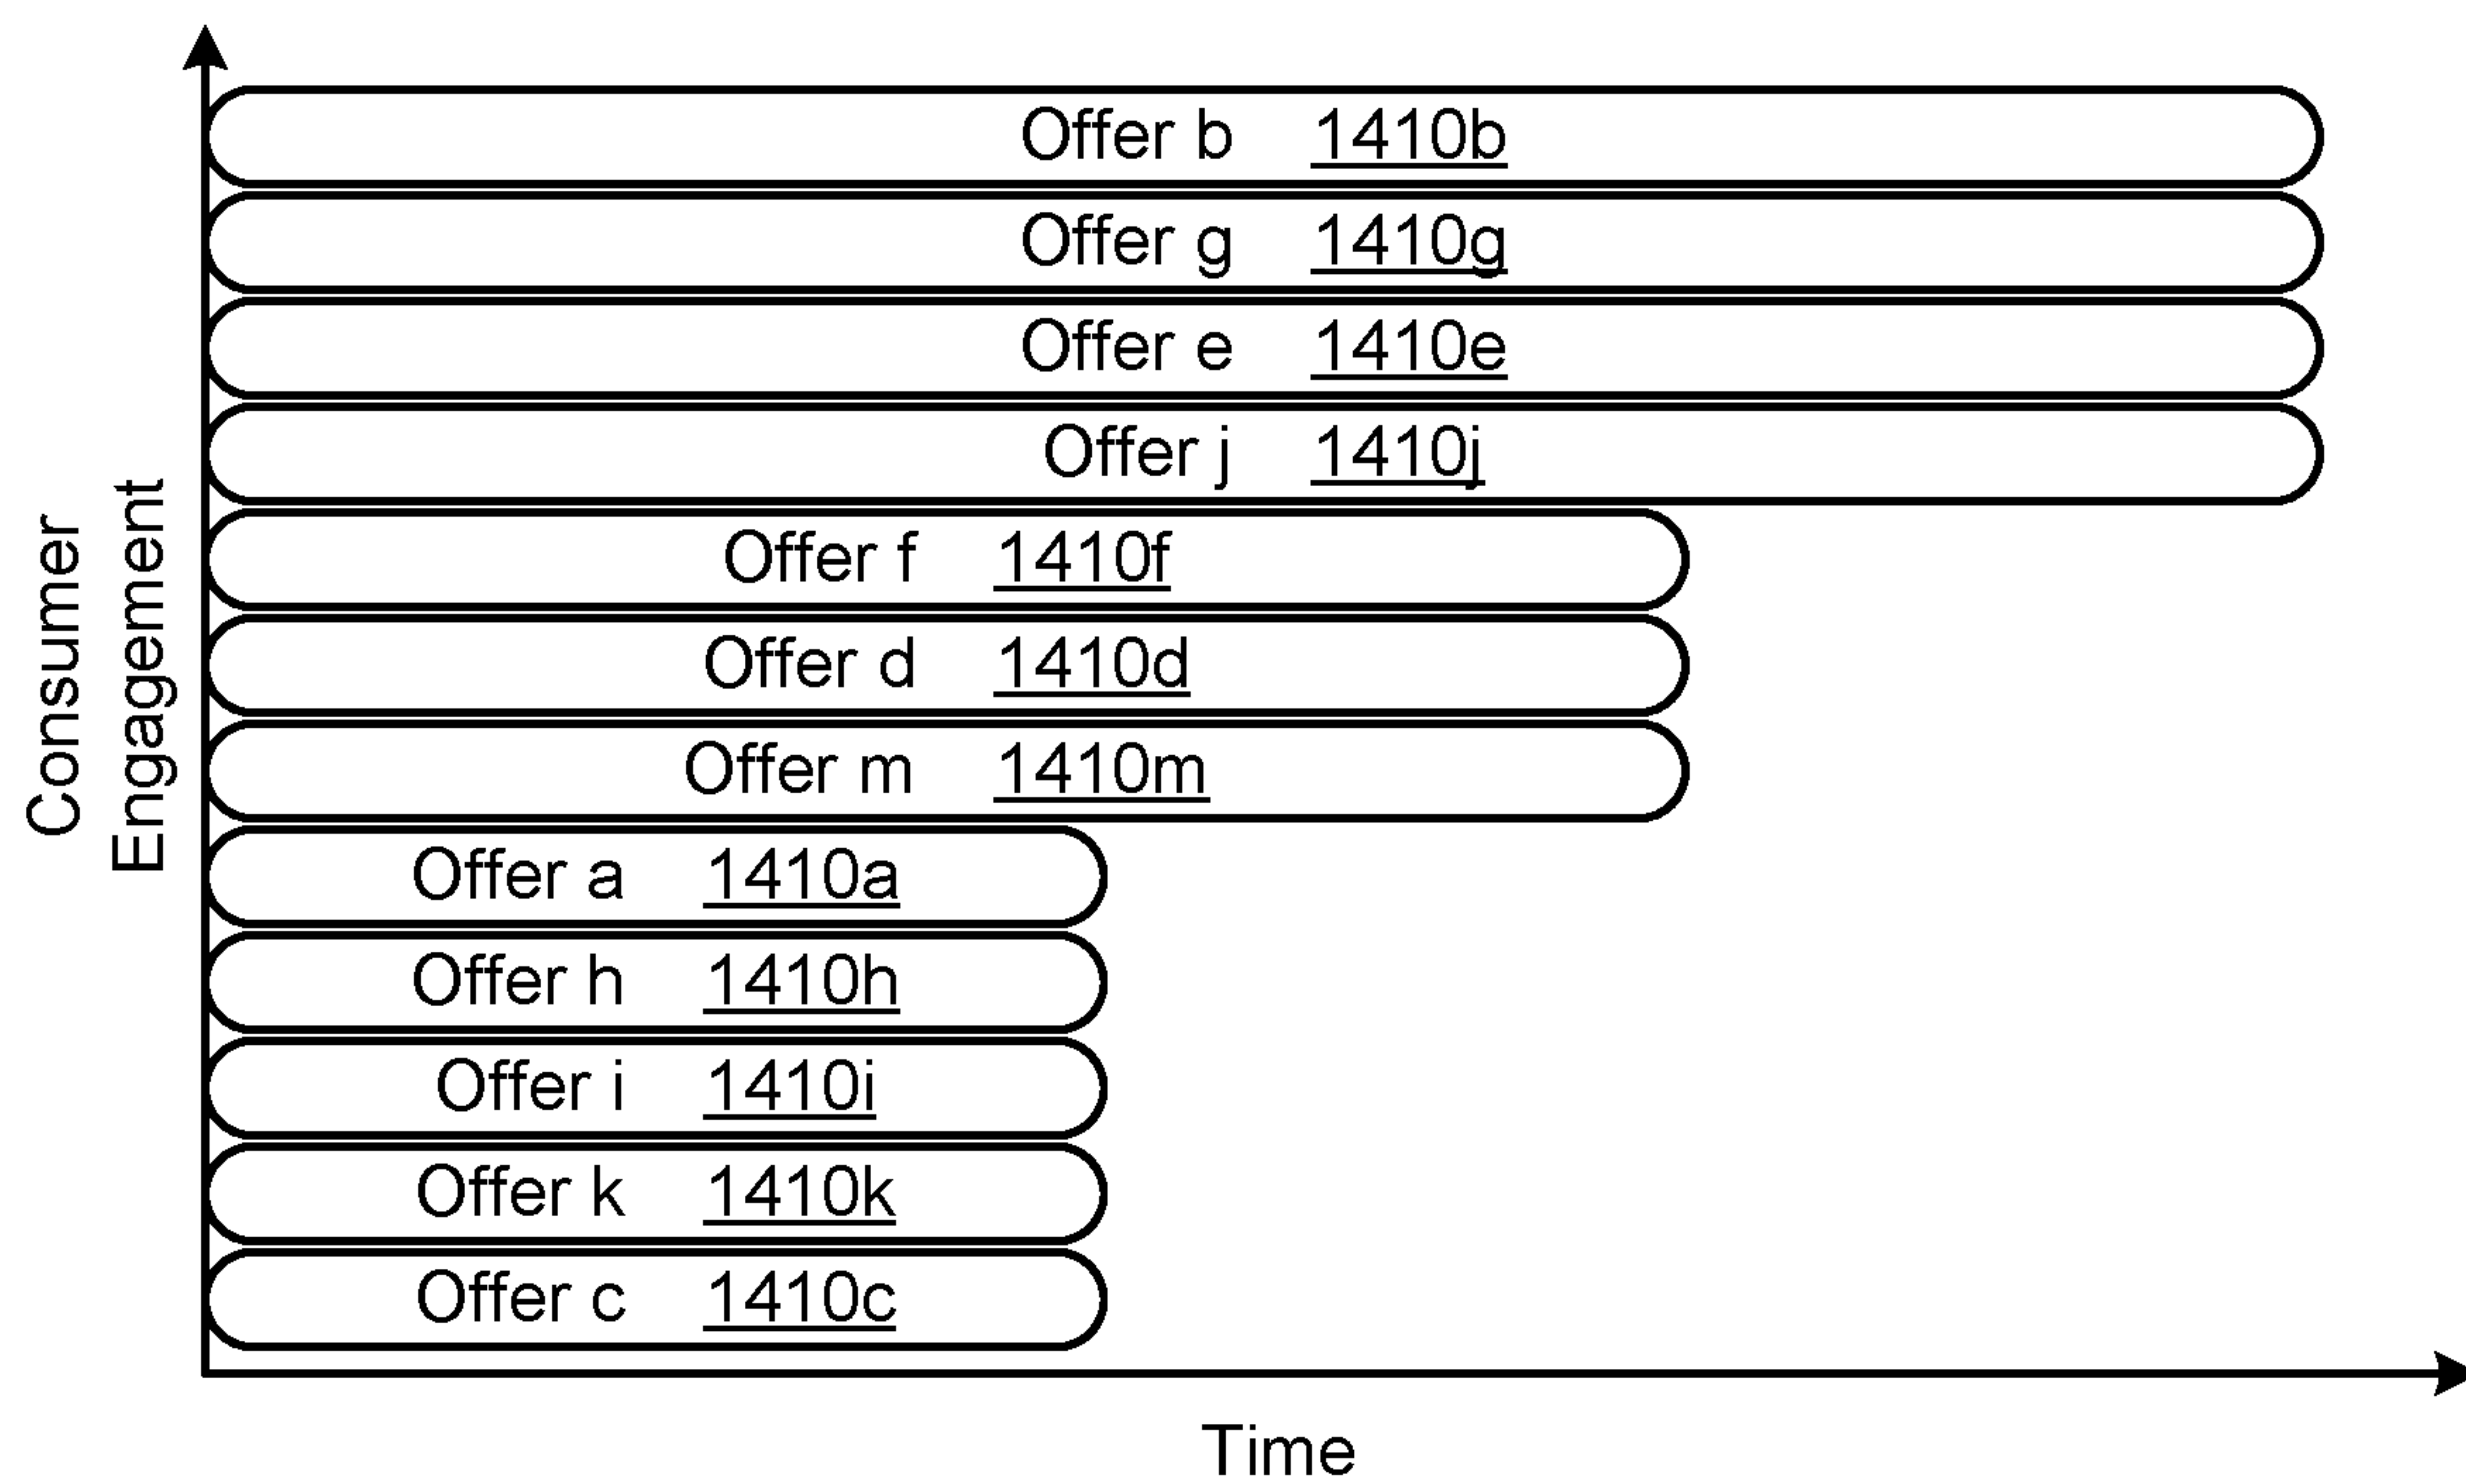 Offer b 1410b
Offer g 1410g
Offer e 1410e
Offer j 1410j
Offer f 1410f
Offer d 1410d
Offer m 1410m
Offer a 1410a
Offer h 1410h
Offer i 1410i
Offer k 1410k
Offer c 1410c
Consumer
Engagement
Time